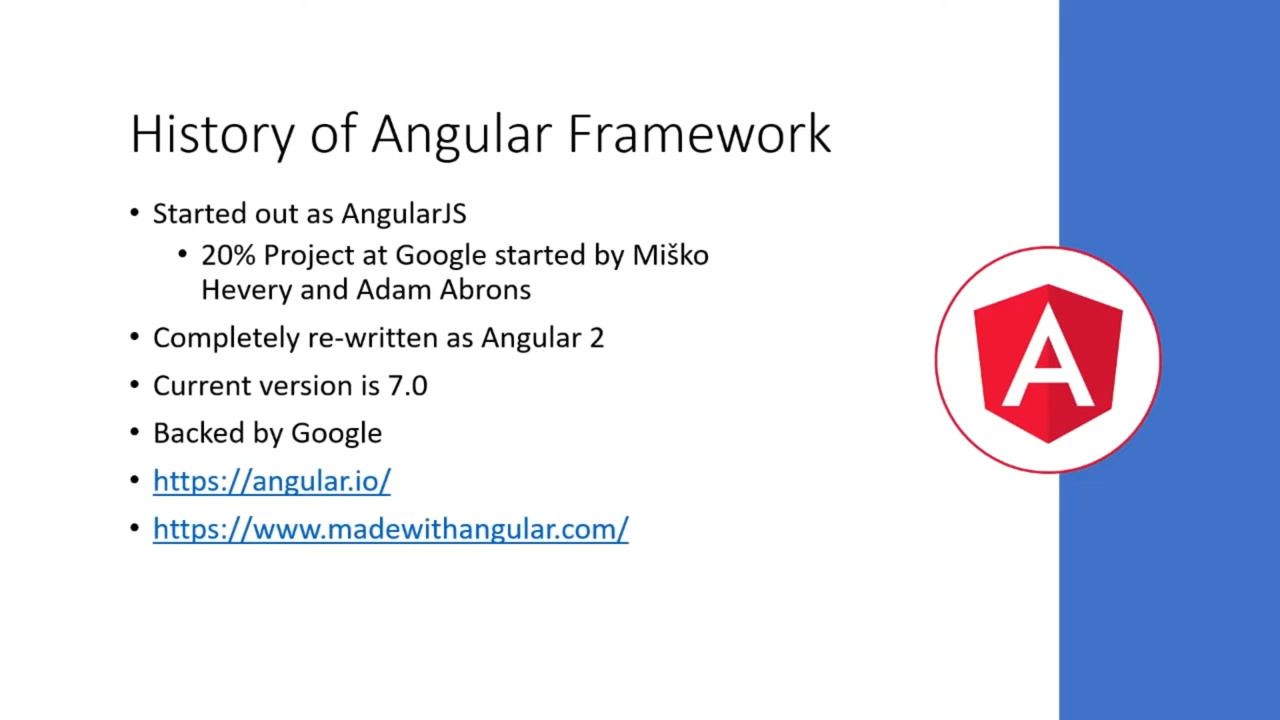 History of Angular Framework
• Started out as AngularJS
• 20% Project at Google started by Miško
Hevery and Adam Abrons
• Completely re-written as Angular 2
• Current version is 7.0
• Backed by Google
• https://angular.io/
• https://www.madewithangular.com/
A